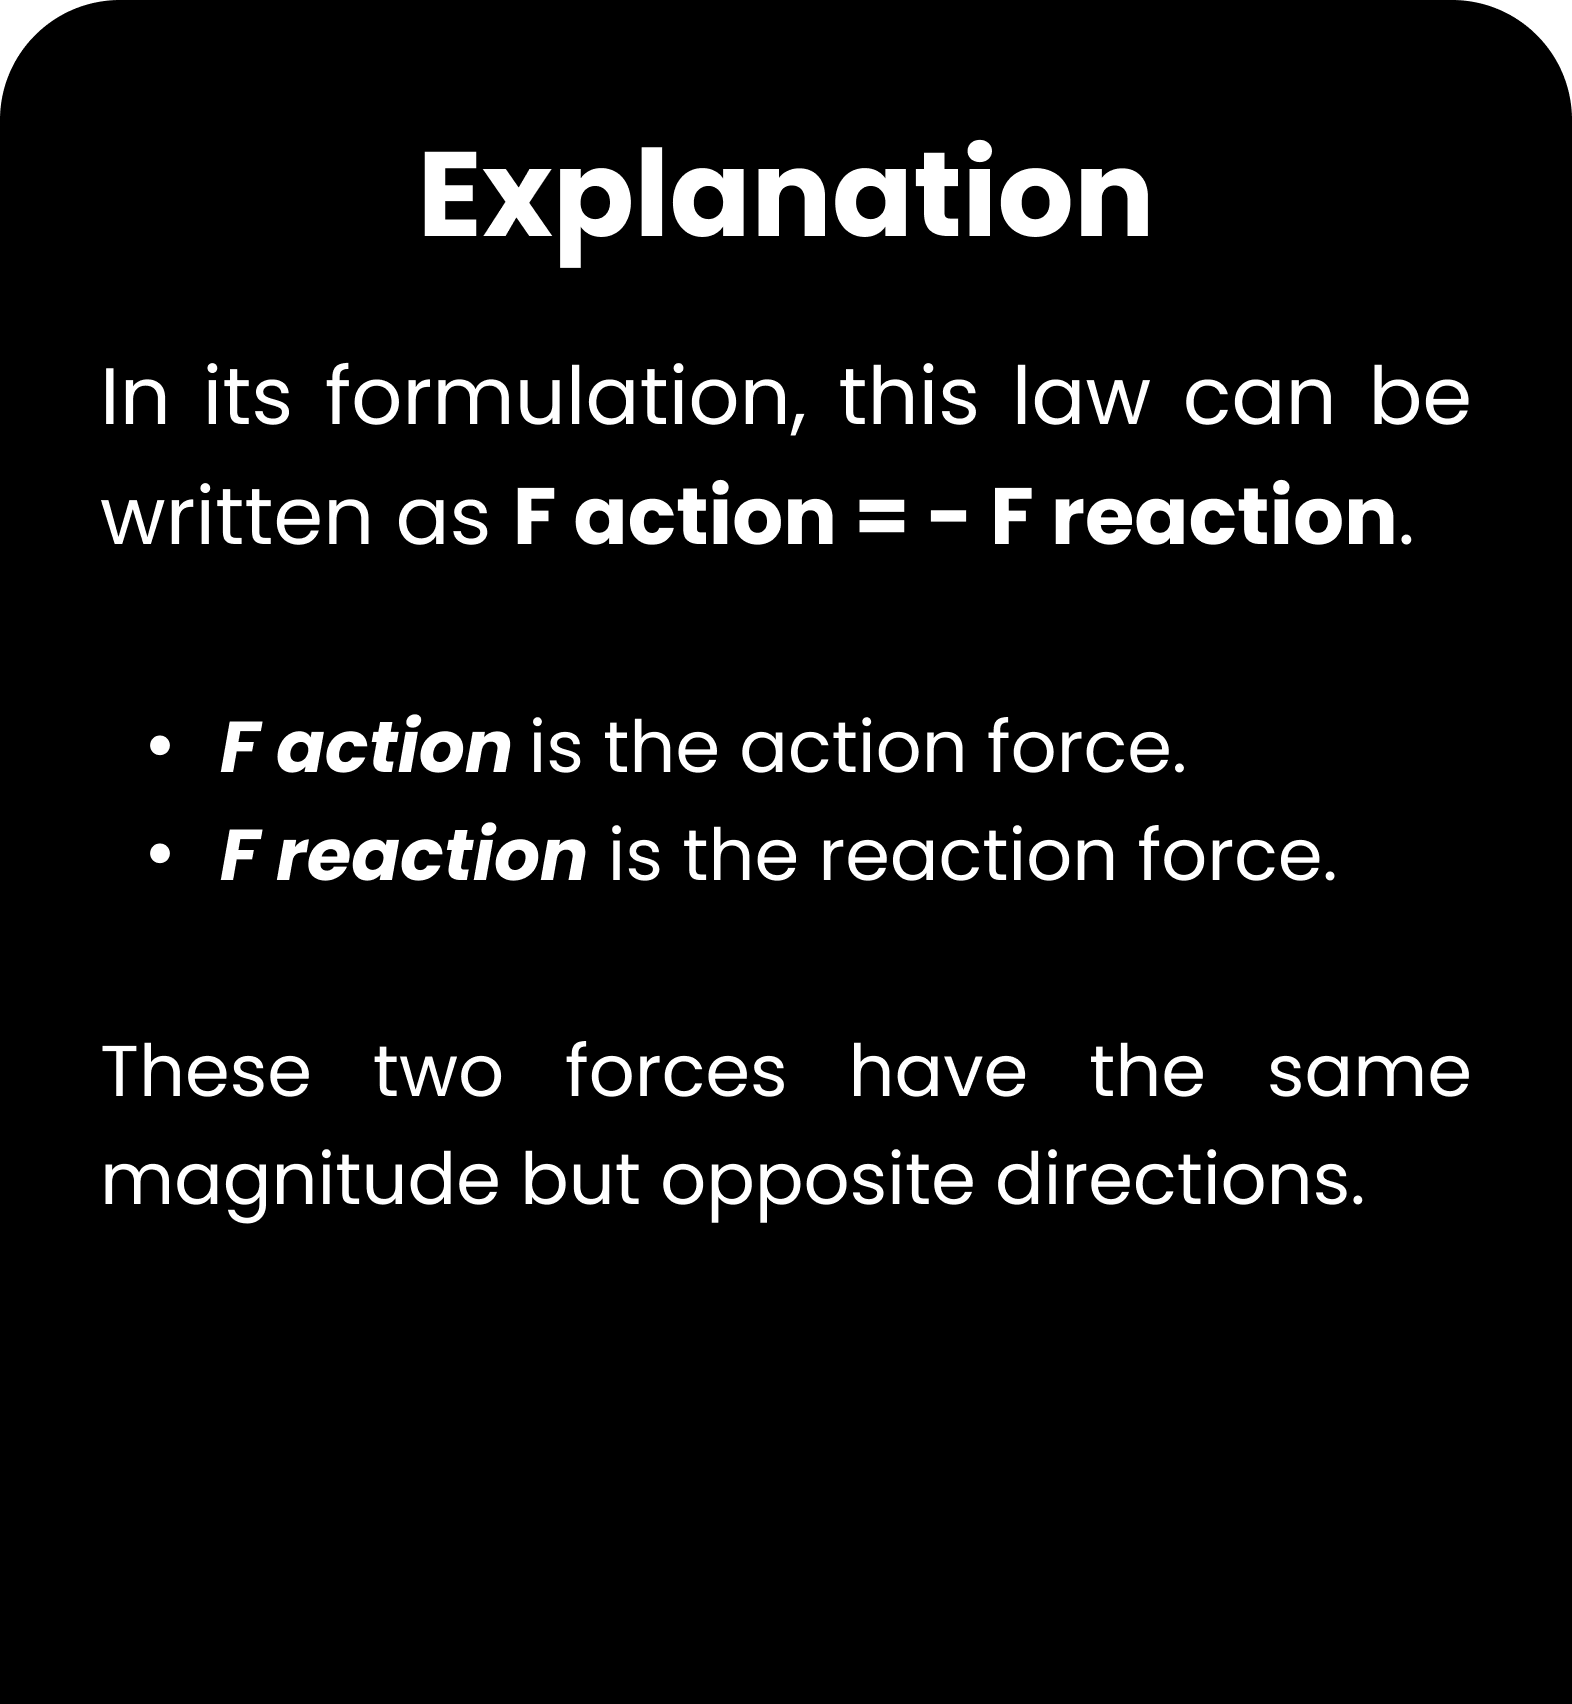 Explanation
In its formulation, this law can be
written as F action = - F reaction.
• F action is the action force.
• F reaction is the reaction force.
These two forces have the same
magnitude but opposite directions.